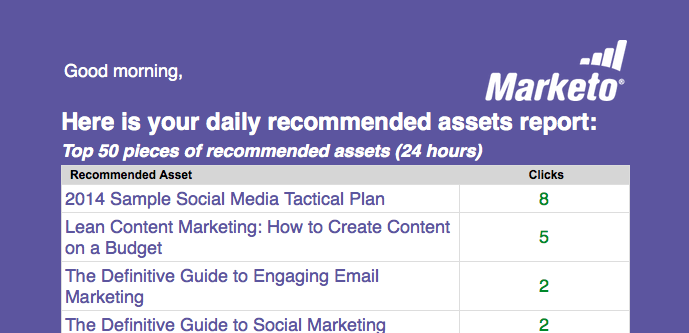 Good morning,
Marketo®
Here is your daily recommended assets report:
Top 50 pieces of recommended assets (24 hours)
Recommended Asset Clicks
2014 Sample Social Media Tactical Plan 8
Lean Content Marketing: How to Create Content
on a Budget 5
The Definitive Guide to Engaging Email
Marketing 2
The Definitive Guide to Social Marketing 2